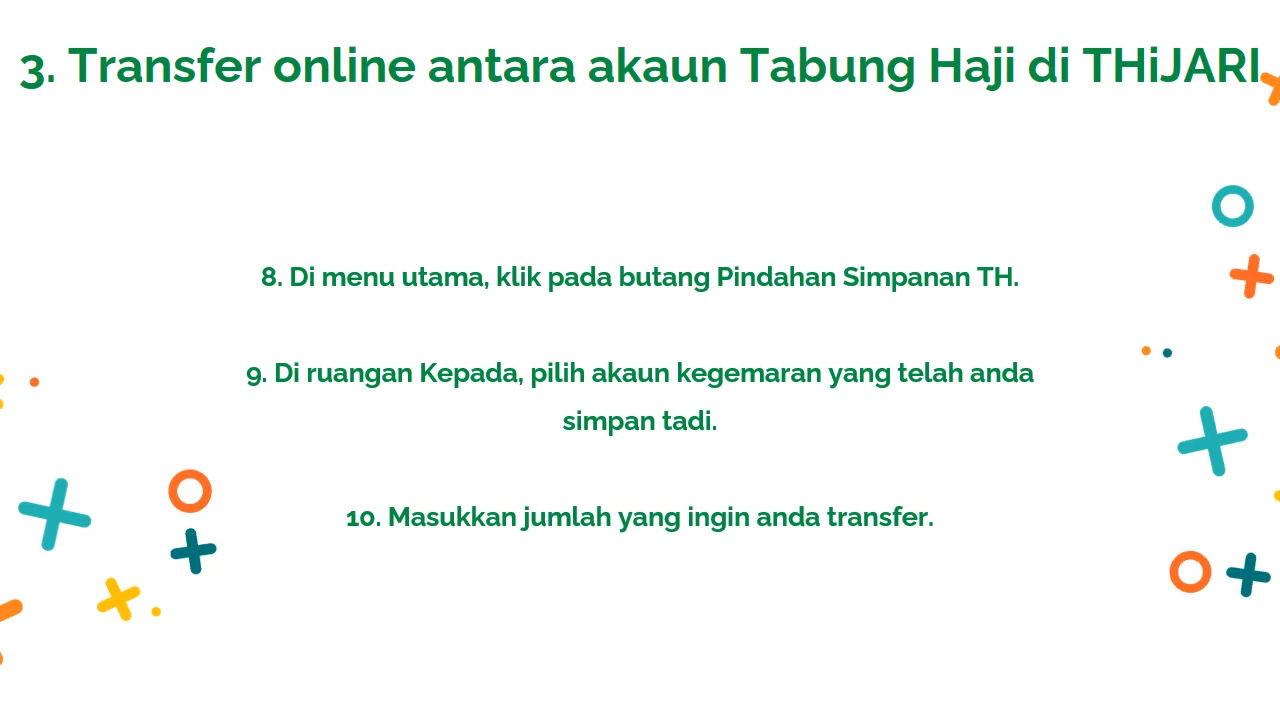 3. Transfer online antara akaun Tabung Haji di THiJARI
8. Di menu utama, klik pada butang Pindahan Simpanan TH.
9. Di ruangan Kepada, pilih akaun kegemaran yang telah anda
simpan tadi.
10. Masukkan jumlah yang ingin anda transfer.